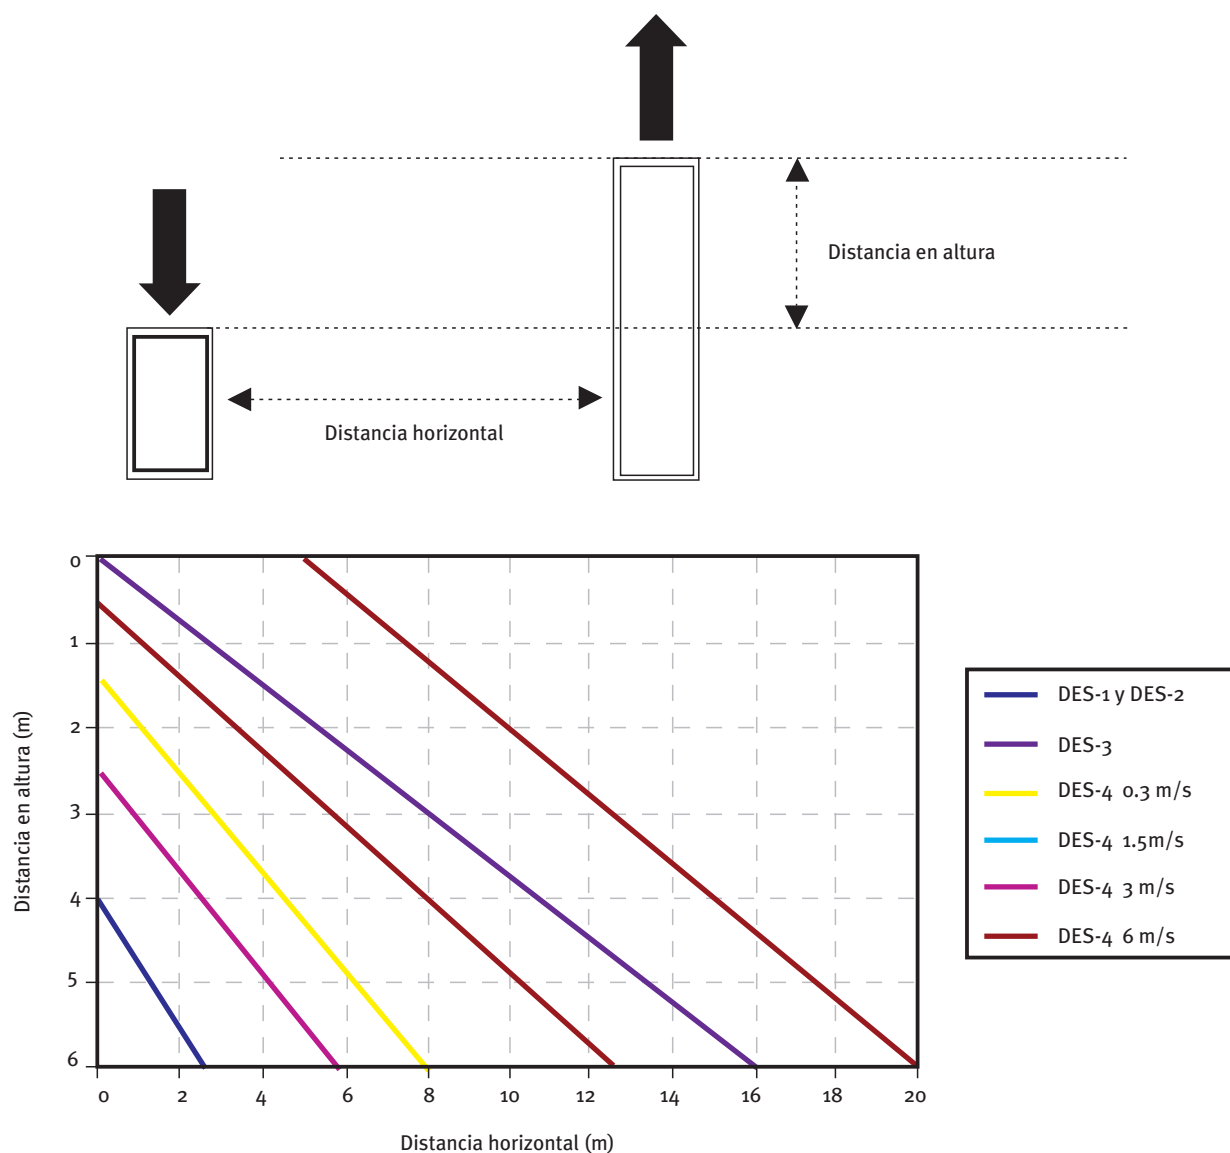 Distancia en altura
Distancia horizontal
Distancia en altura (m)
0
1
2
3
4
5
6
0 2 4 6 8 10 12 14 16 18 20
Distancia horizontal (m)
DES-1 y DES-2
DES-3
DES-4 0.3 m/s
DES-4 1.5m/s
DES-4 3 m/s
DES-4 6 m/s